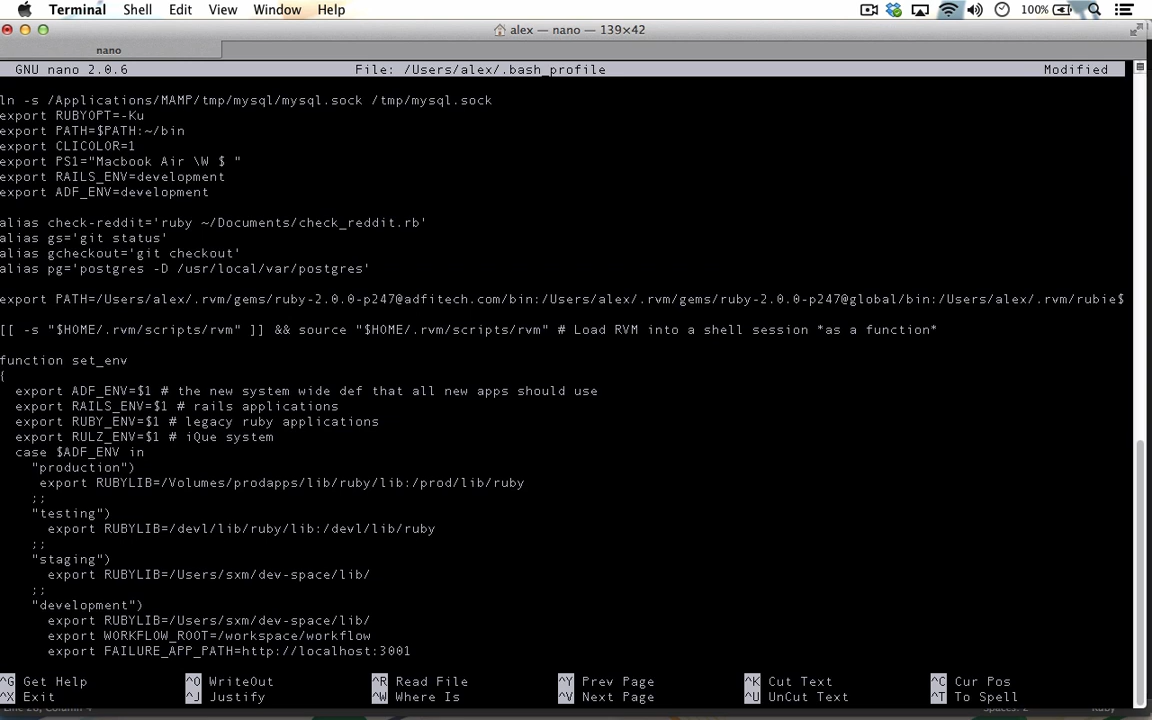 Terminal Shell Edit View Window Help 100%
alex — nano — 139×42
nano
GNU nano 2.0.6 File: /Users/alex/.bash_profile Modified
ln -s /Applications/MAMP/tmp/mysql/mysql.sock /tmp/mysql.sock
export RUBYOPT=-Ku
export PATH=$PATH:~/bin
export CLICOLOR=1
export PS1="Macbook Air \W $ "
export RAILS_ENV=development
export ADF_ENV=development
alias check-reddit='ruby ~/Documents/check_reddit.rb'
alias gs='git status'
alias gcheckout='git checkout'
alias pg='postgres -D /usr/local/var/postgres'
export PATH=/Users/alex/.rvm/gems/ruby-2.0.0-p247@adfitech.com/bin:/Users/alex/.rvm/gems/ruby-2.0.0-p247@global/bin:/Users/alex/.rvm/rubie$
[[ -s "$HOME/.rvm/scripts/rvm" ]] && source "$HOME/.rvm/scripts/rvm" # Load RVM into a shell session *as a function*
function set_env
{
  export ADF_ENV=$1 # the new system wide def that all new apps should use
  export RAILS_ENV=$1 # rails applications
  export RUBY_ENV=$1 # legacy ruby applications
  export RULZ_ENV=$1 # iQue system
  case $ADF_ENV in
    "production")
     export RUBYLIB=/Volumes/prodapps/lib/ruby/lib:/prod/lib/ruby
    ;;
    "testing")
      export RUBYLIB=/devl/lib/ruby/lib:/devl/lib/ruby
    ;;
    "staging")
      export RUBYLIB=/Users/sxm/dev-space/lib/
    ;;
    "development")
      export RUBYLIB=/Users/sxm/dev-space/lib/
      export WORKFLOW_ROOT=/workspace/workflow
      export FAILURE_APP_PATH=http://localhost:3001
^G Get Help ^O WriteOut ^R Read File ^Y Prev Page ^K Cut Text ^C Cur Pos
^X Exit ^J Justify ^W Where Is ^V Next Page ^U UnCut Text ^T To Spell